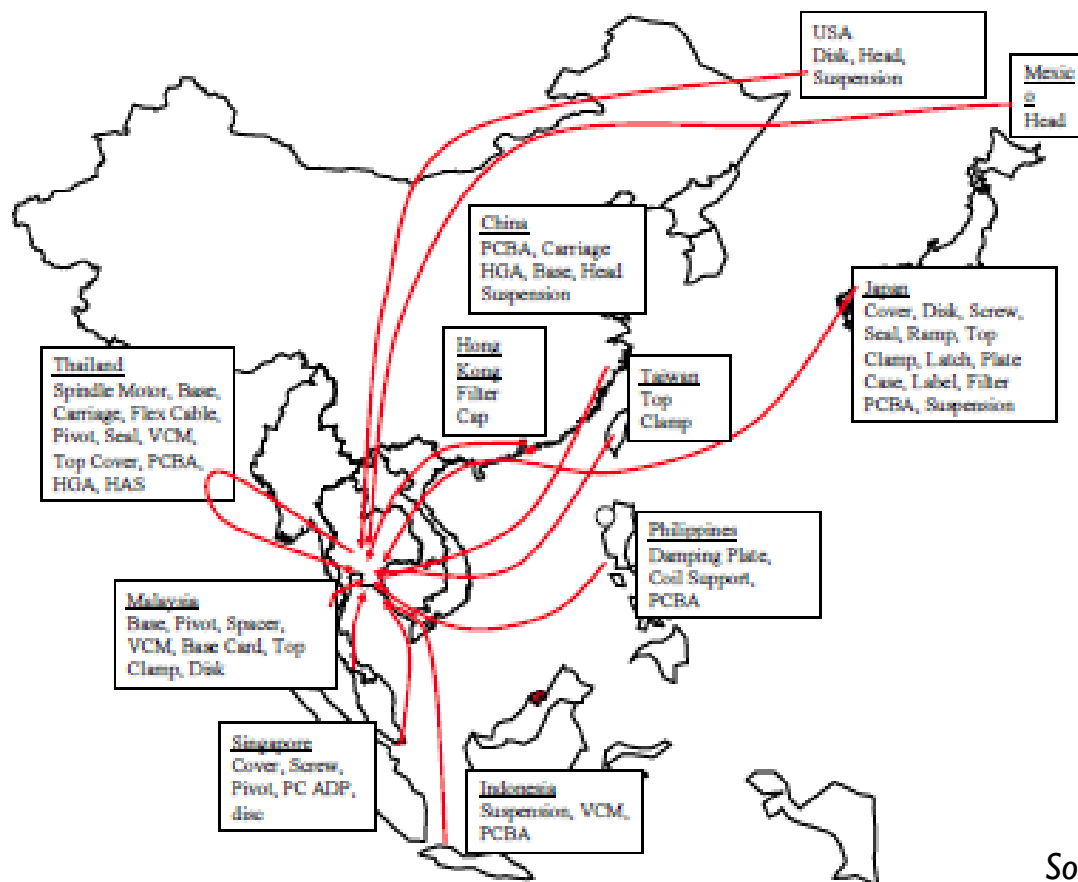 USA
Disk, Head,
Suspension
Mexic
o
Head
China
PCBA, Carriage
HGA, Base, Head
Suspension
Japan
Cover, Disk, Screw,
Seal, Ramp, Top
Clamp, Latch, Plate
Case, Label, Filter
PCBA, Suspension
Hong
Kong
Filter
Cap
Taiwan
Top
Clamp
Thailand
Spindle Motor, Base,
Carriage, Flex Cable,
Pivot, Seal, VCM,
Top Cover, PCBA,
HGA, HAS
Philippines
Damping Plate,
Coil Support,
PCBA
Malaysia
Base, Pivot, Spacer,
VCM, Base Card, Top
Clamp, Disk
Singapore
Cover, Screw,
Pivot, PC ADP,
disc
Indonesia
Suspension, VCM,
PCBA
So